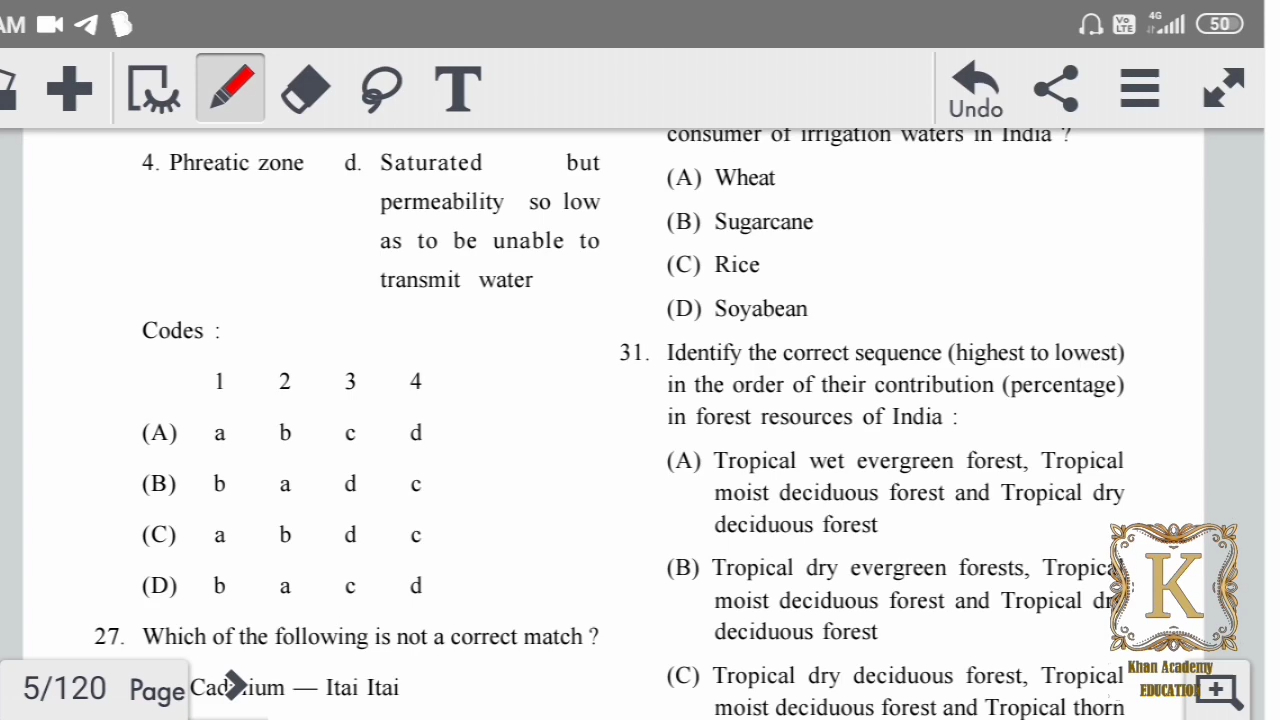 AM
Vo LTE
4G
50
T
Undo
4. Phreatic zone d. Saturated but
permeability so low
as to be unable to
transmit water
Codes :
1 2 3 4
(A) a b c d
(B) b a d c
(C) a b d c
(D) b a c d
27. Which of the following is not a correct match ?
Itai Itai
5/120 Page
consumer of irrigation waters in India ?
(A) Wheat
(B) Sugarcane
(C) Rice
(D) Soyabean
31. Identify the correct sequence (highest to lowest)
in the order of their contribution (percentage)
in forest resources of India :
(A) Tropical wet evergreen forest, Tropical
moist deciduous forest and Tropical dry
deciduous forest
(B) Tropical dry evergreen forests,
moist deciduous forest and Tropical
deciduous forest
(C) Tropical dry deciduous forest, Tropical
moist deciduous forest and Tropical thorn
K
Khan Academy
EDUCATION